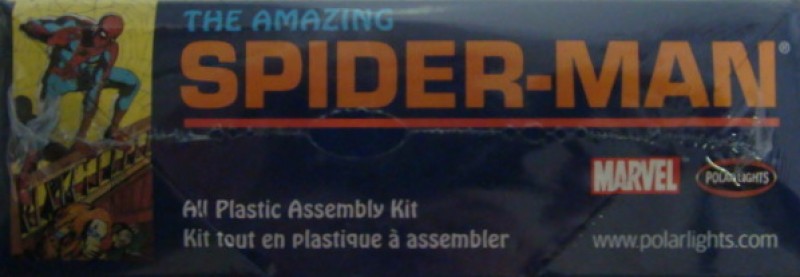 THE AMAZING
SPIDER-MAN®
MARVEL
POLAR LIGHTS
All Plastic Assembly Kit
Kit tout en plastique à assembler
www.polarlights.com